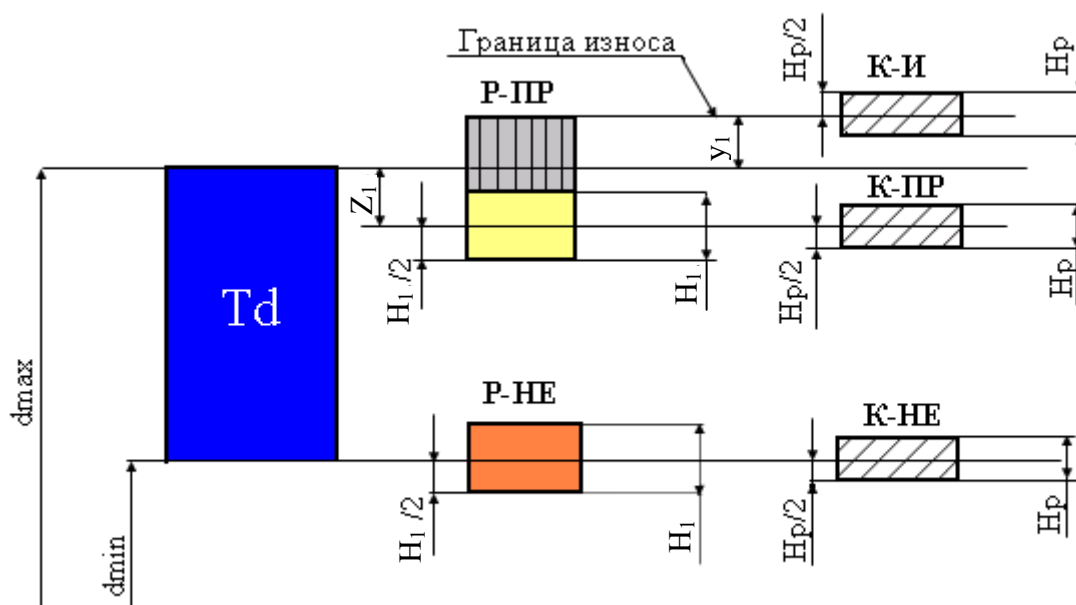 Граница износа
Hp/2
Hp
К-И
Р-ПР
y₁
К-ПР
Z₁
H₁./2
H₁.
Hp/2
Hp
Td
dmax
Р-НЕ
К-НЕ
H₁/2
H₁
Hp/2
Hp
dmin